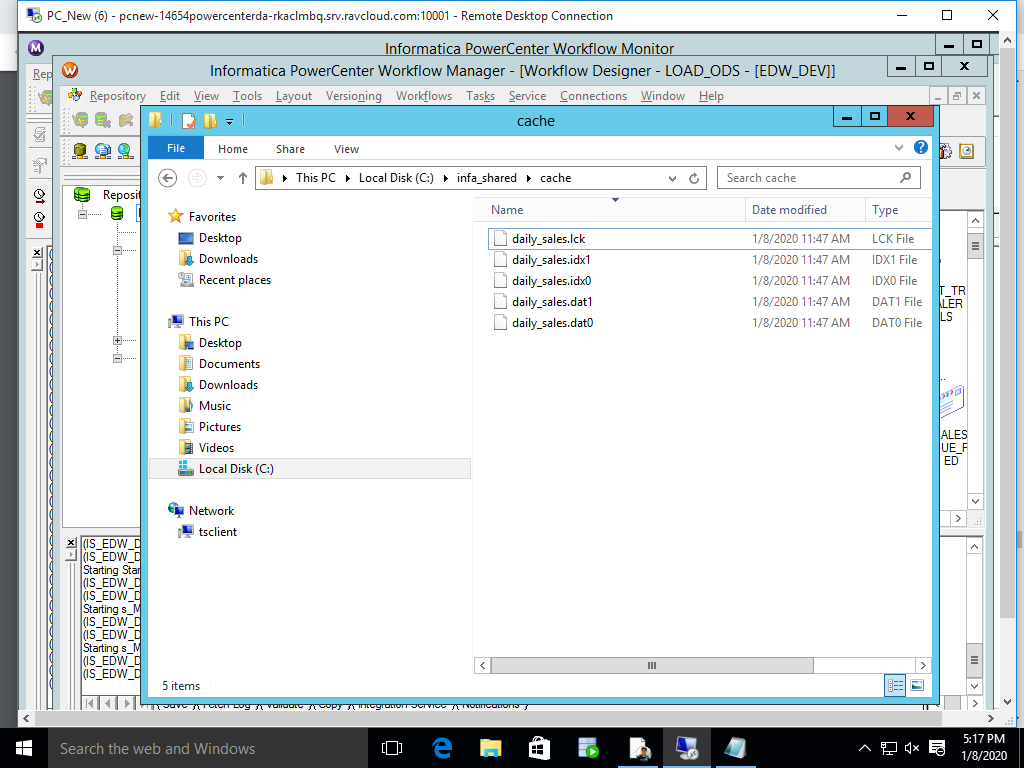 PC_New (6) - pcnew-14654powercenterda-rkaclmbq.srv.ravcloud.com:10001 - Remote Desktop Connection
Informatica PowerCenter Workflow Monitor
Rep
Informatica PowerCenter Workflow Manager - [Workflow Designer - LOAD_ODS - [EDW_DEV]]
Repository Edit View Tools Layout Versioning Workflows Tasks Service Connections Window Help
cache
File Home Share View
This PC Local Disk (C:) infa_shared cache
Search cache
Reposit
Name Date modified Type
daily_sales.lck 1/8/2020 11:47 AM LCK File
daily_sales.idx1 1/8/2020 11:47 AM IDX1 File
daily_sales.idx0 1/8/2020 11:47 AM IDX0 File
daily_sales.dat1 1/8/2020 11:47 AM DAT1 File
daily_sales.dat0 1/8/2020 11:47 AM DAT0 File
Favorites
Desktop
Downloads
Recent places
This PC
Desktop
Documents
Downloads
Music
Pictures
Videos
Local Disk (C:)
Network
tsclient
T_TR
ALER
LS
ALES
UE_F
ED
(IS_EDW_D
(IS_EDW_D
Starting Star
(IS_EDW_D
(IS_EDW_D
Starting s_M
(IS_EDW_D
(IS_EDW_D
Starting s_M
(IS_EDW_D
(IS_EDW_D
5 items
Save Fetch Log Validate Copy Integration Service Notifications
Search the web and Windows
5:17 PM
1/8/2020